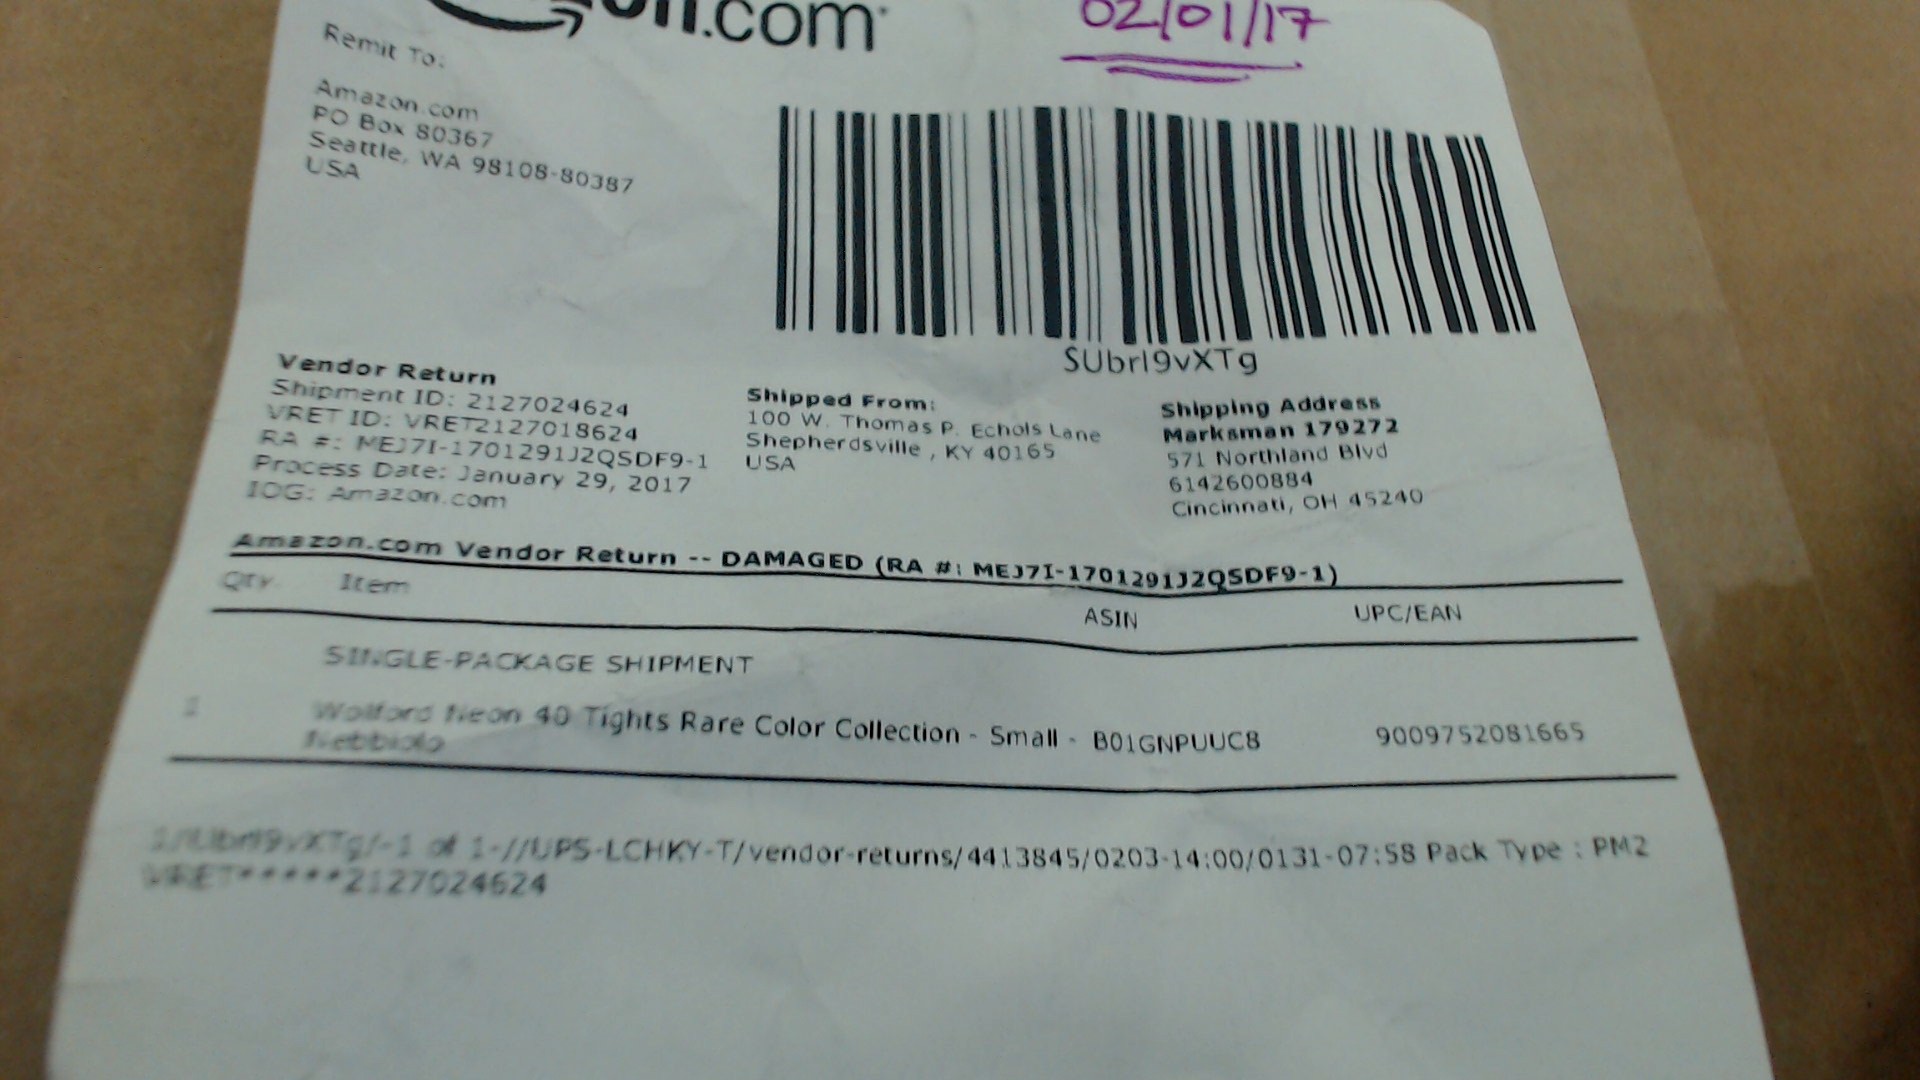 on.com
02/01/17
Remit To:
Amazon.com
PO Box 80367
Seattle, WA 98108-80387
USA
SUbrI9vXTg
Vendor Return
Shipment ID: 2127024624
VRET ID: VRET2127018624
RA #: MEJ7I-1701291J2QSDF9-1
Process Date: January 29, 2017
IOG: Amazon.com
Shipped From:
100 W. Thomas P. Echols Lane
Shepherdsville , KY 40165
USA
Shipping Address
Marksman 179272
571 Northland Blvd
6142600884
Cincinnati, OH 45240
Amazon.com Vendor Return -- DAMAGED (RA #: MEJ7I-1701291J2QSDF9-1)
Qty Item ASIN UPC/EAN
SINGLE-PACKAGE SHIPMENT
1 Wolford Neon 40 Tights Rare Color Collection - Small - B01GNPUUC8 9009752081665
Nebbiolo
1/IUbrI9vXTg/-1 of 1-//UPS-LCHKY-T/vendor-returns/4413845/0203-14:00/0131-07:58 Pack Type : PM2
VRET*****2127024624